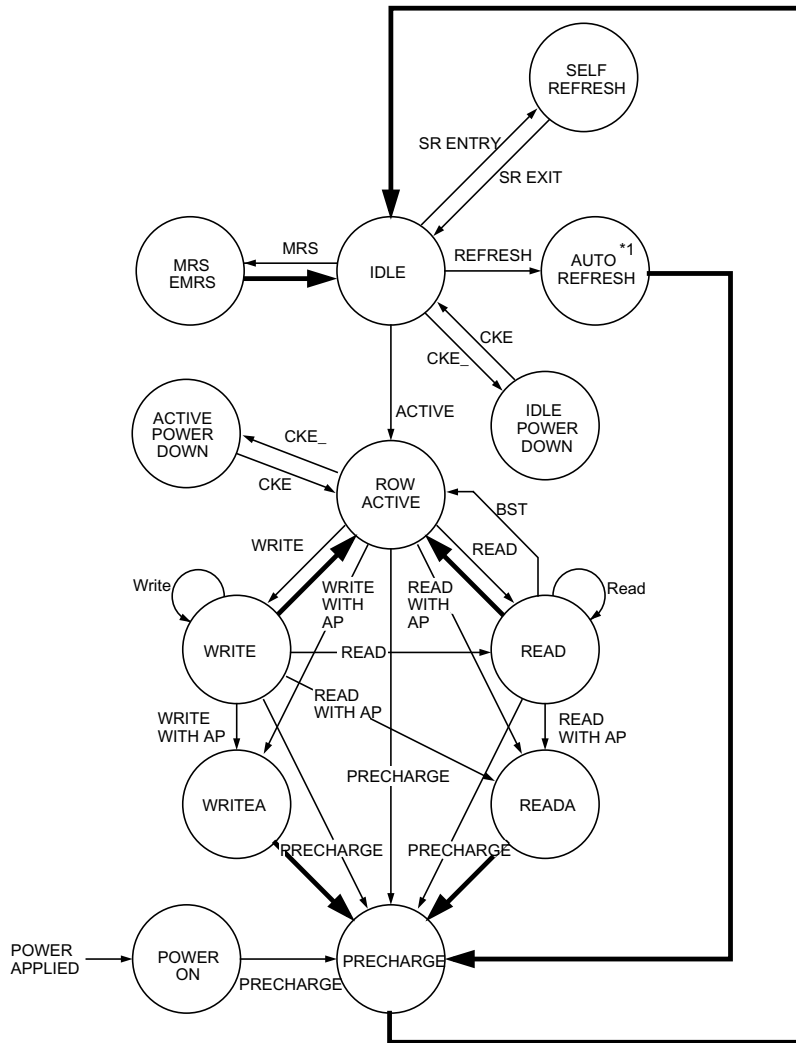 SELF
REFRESH
SR ENTRY
SR EXIT
MRS
EMRS
MRS
IDLE
REFRESH
AUTO *1
REFRESH
CKE
CKE_
IDLE
POWER
DOWN
ACTIVE
ACTIVE
POWER
DOWN
CKE_
CKE
ROW
ACTIVE
BST
WRITE
READ
WRITE
WITH
AP
READ
WITH
AP
Write
Read
WRITE
READ
READ
READ
WITH AP
WRITE
WITH AP
READ
WITH AP
PRECHARGE
WRITEA
READA
PRECHARGE
PRECHARGE
POWER
APPLIED
POWER
ON
PRECHARGE
PRECHARGE